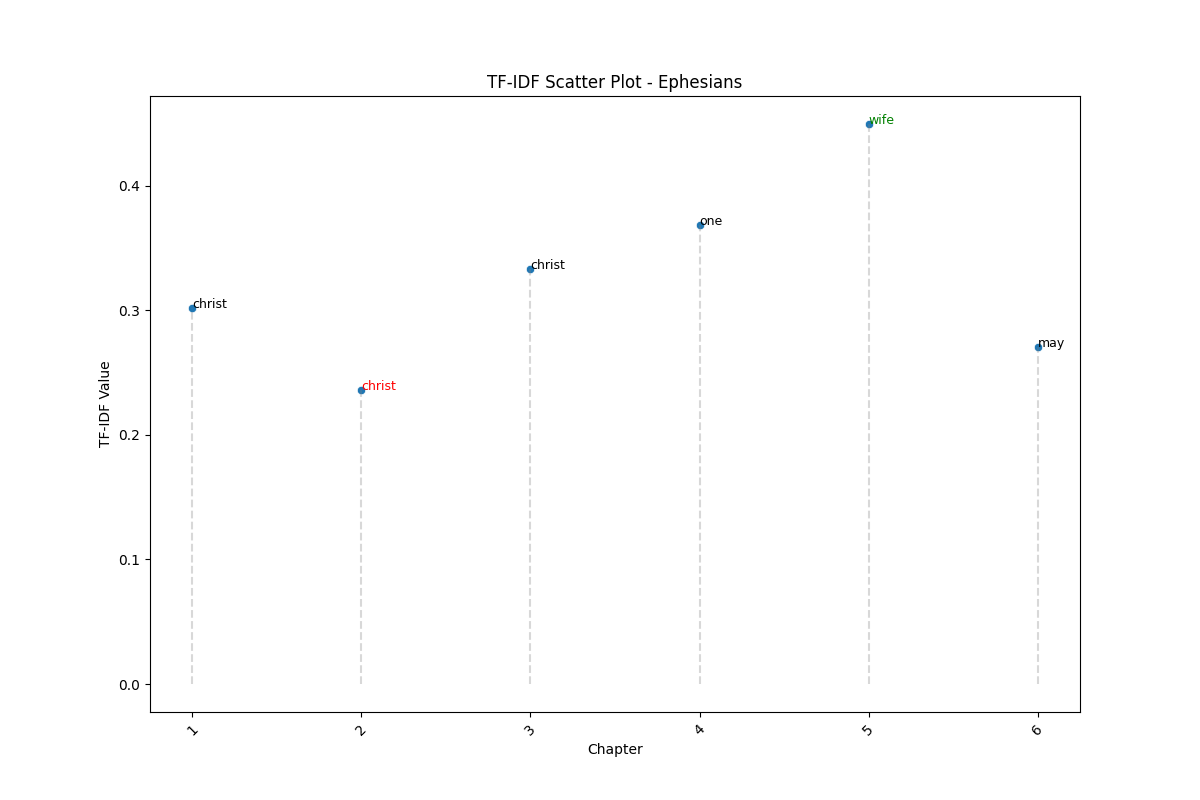 TF-IDF Scatter Plot - Ephesians
wife
0.4
one
christ
0.3
christ
may
christ
TF-IDF Value
0.2
0.1
0.0
1 2 3 4 5 6
Chapter